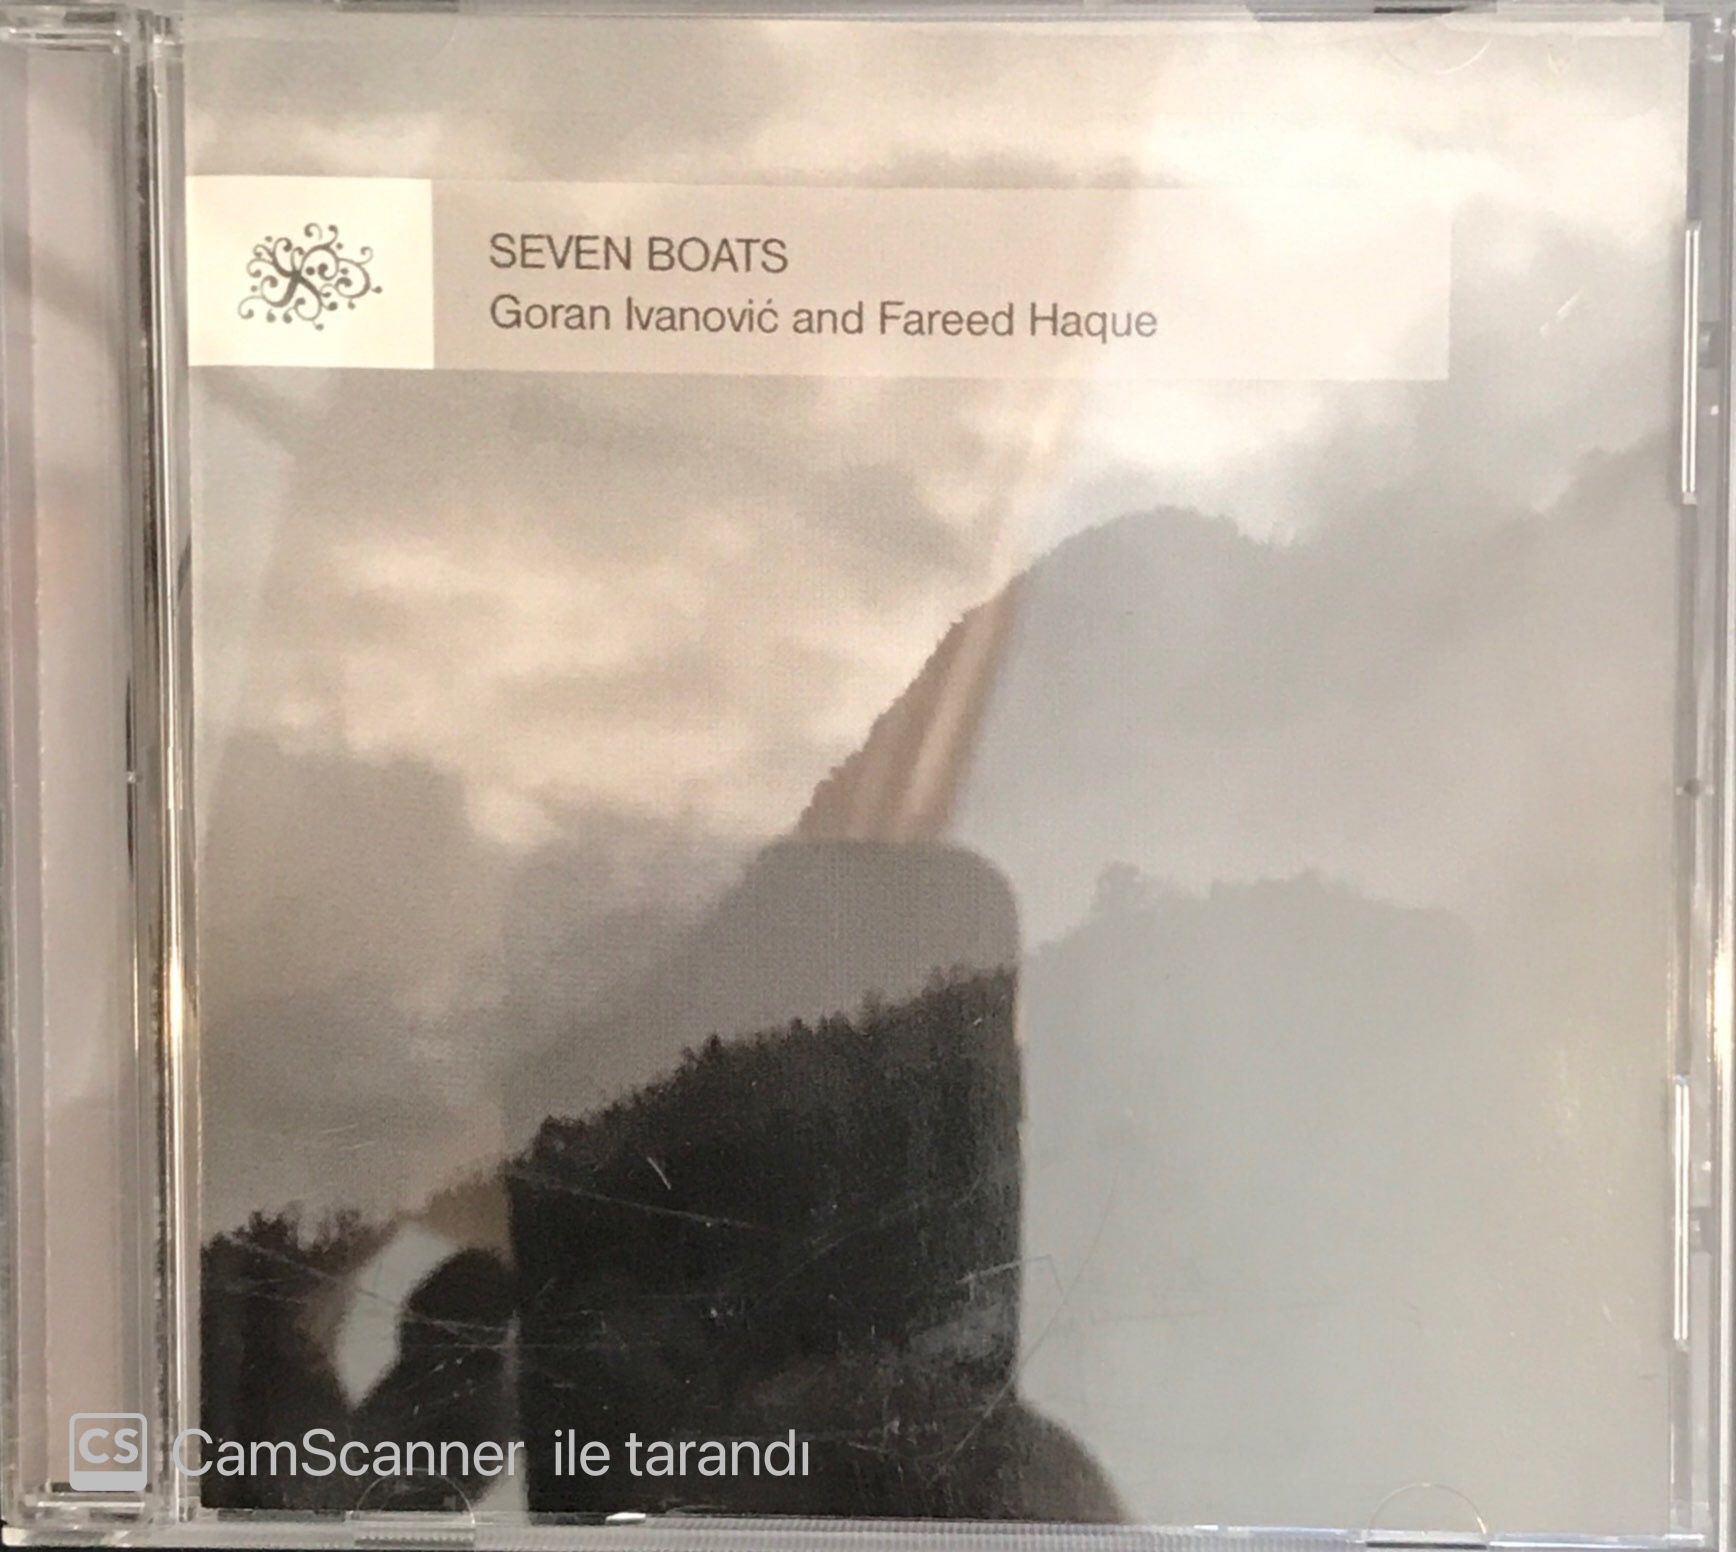 SEVEN BOATS
Goran Ivanović and Fareed Haque
CS CamScanner ile tarandı